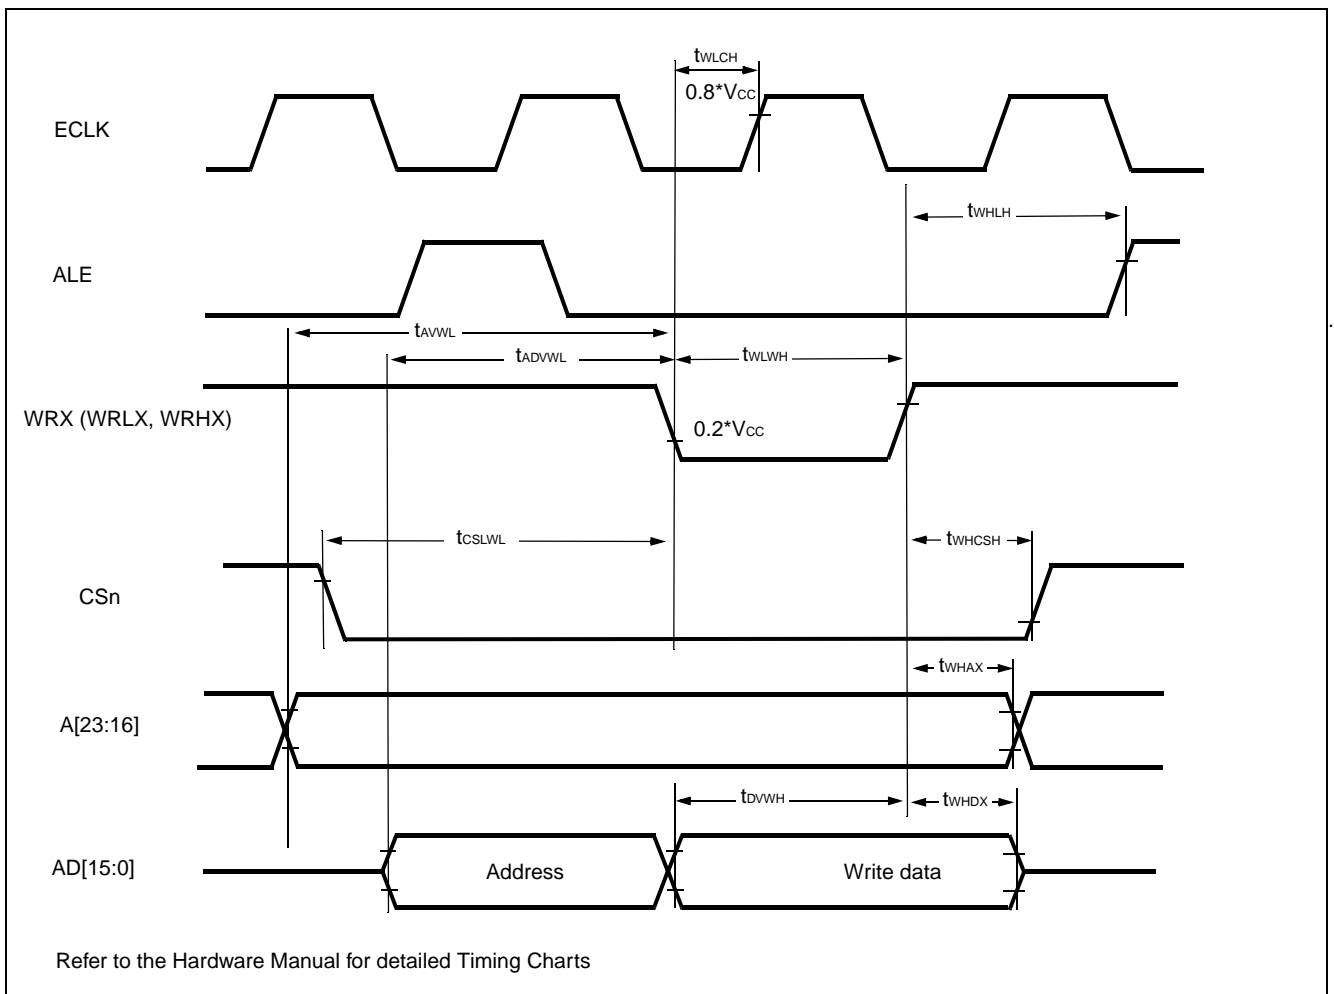 tWLCH
0.8*VCC
ECLK
tWHLH
ALE
tAVWL
tADVWL
tWLWH
WRX (WRLX, WRHX)
0.2*VCC
tCSLWL
tWHCSH
CSn
tWHAX
A[23:16]
tDVWH
tWHDX
AD[15:0]
Address
Write data
Refer to the Hardware Manual for detailed Timing Charts
.